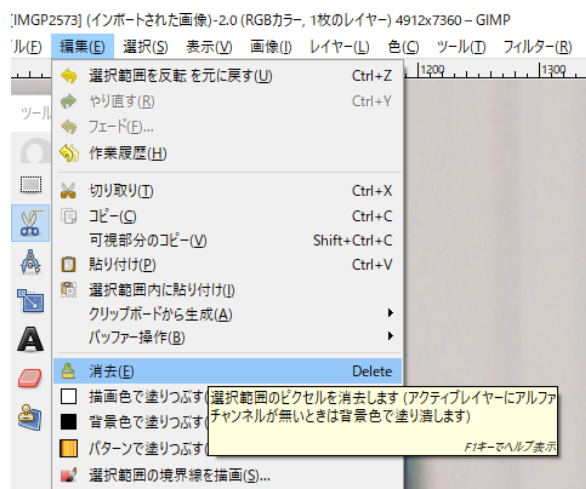 [IMGP2573] (インポートされた画像)-2.0 (RGBカラー, 1枚のレイヤー) 4912x7360 – GIMP
ル(F) 編集(E) 選択(S) 表示(V) 画像(I) レイヤー(L) 色(C) ツール(T) フィルター(R)
選択範囲を反転 を元に戻す(U) Ctrl+Z
1200 1300
やり直す(R) Ctrl+Y
ツール
フェード(F)...
作業履歴(H)
切り取り(T) Ctrl+X
コピー(C) Ctrl+C
可視部分のコピー(V) Shift+Ctrl+C
貼り付け(P) Ctrl+V
選択範囲内に貼り付け(I)
クリップボードから生成(A)
バッファー操作(B)
消去(E) Delete
描画色で塗りつぶす(
選択範囲のピクセルを消去します (アクティブレイヤーにアルファ
チャンネルが無いときは背景色で塗り潰します)
背景色で塗りつぶす(
パターンで塗りつぶす(
F1キーでヘルプ表示
選択範囲の境界線を描画(S)...